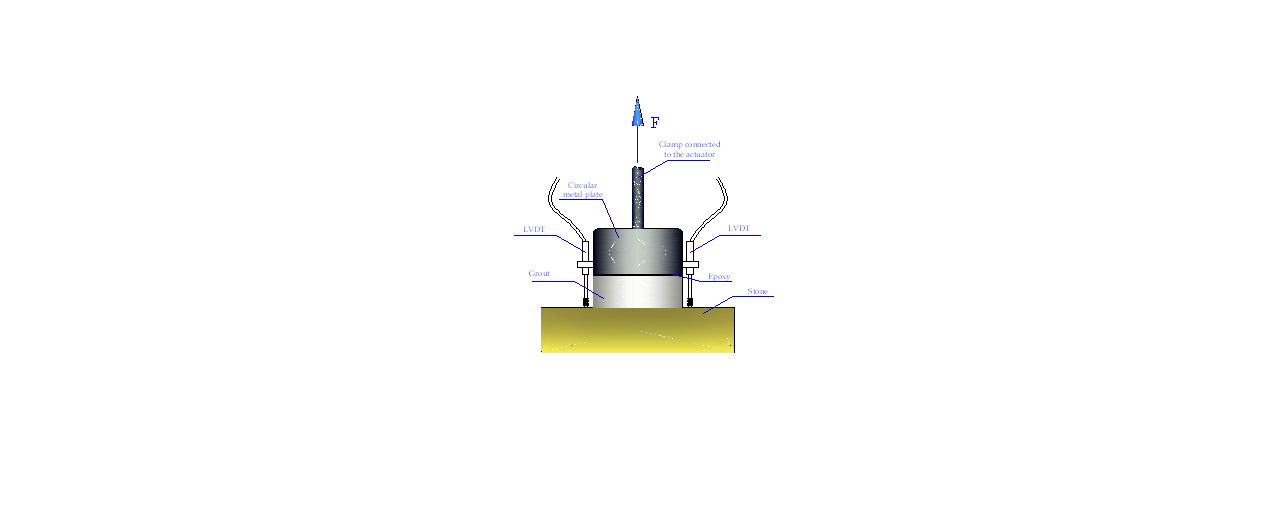 F
Clamp connected
to the actuator
Circular
metal plate
LVDT
LVDT
Grout
Epoxy
Stone